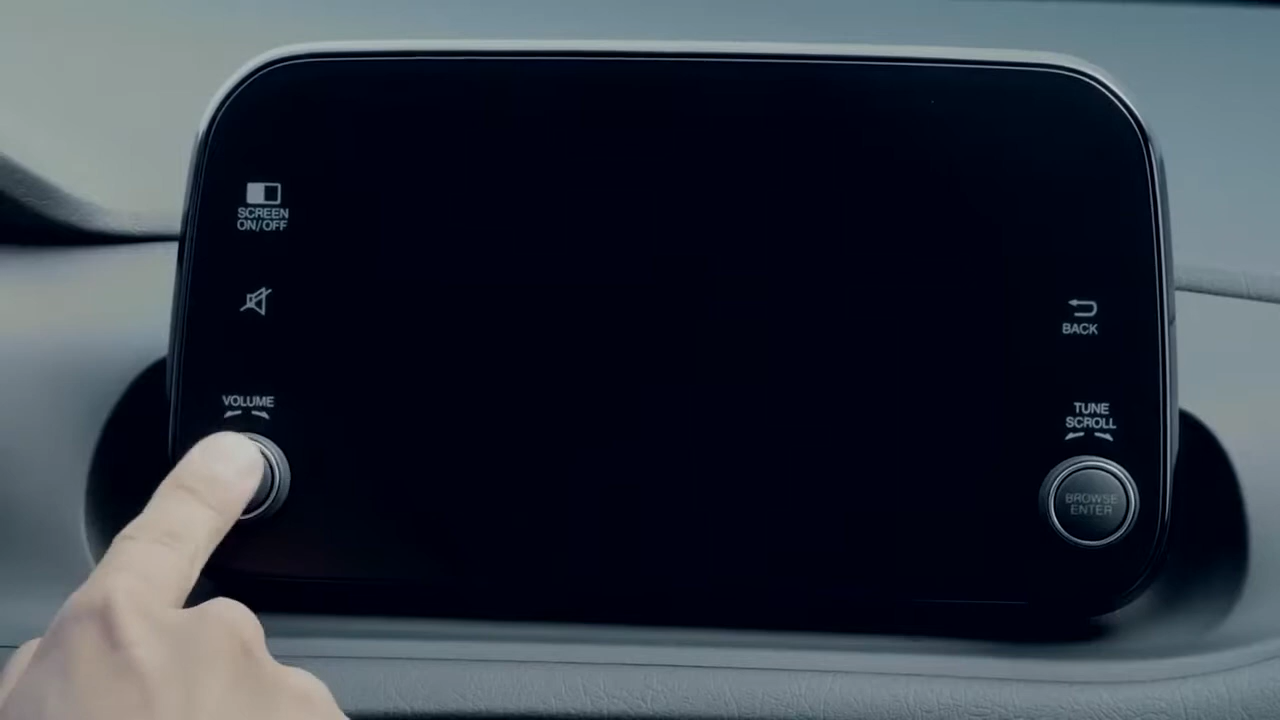 SCREEN
ON/OFF
VOLUME
BACK
TUNE
SCROLL
BROWSE
ENTER